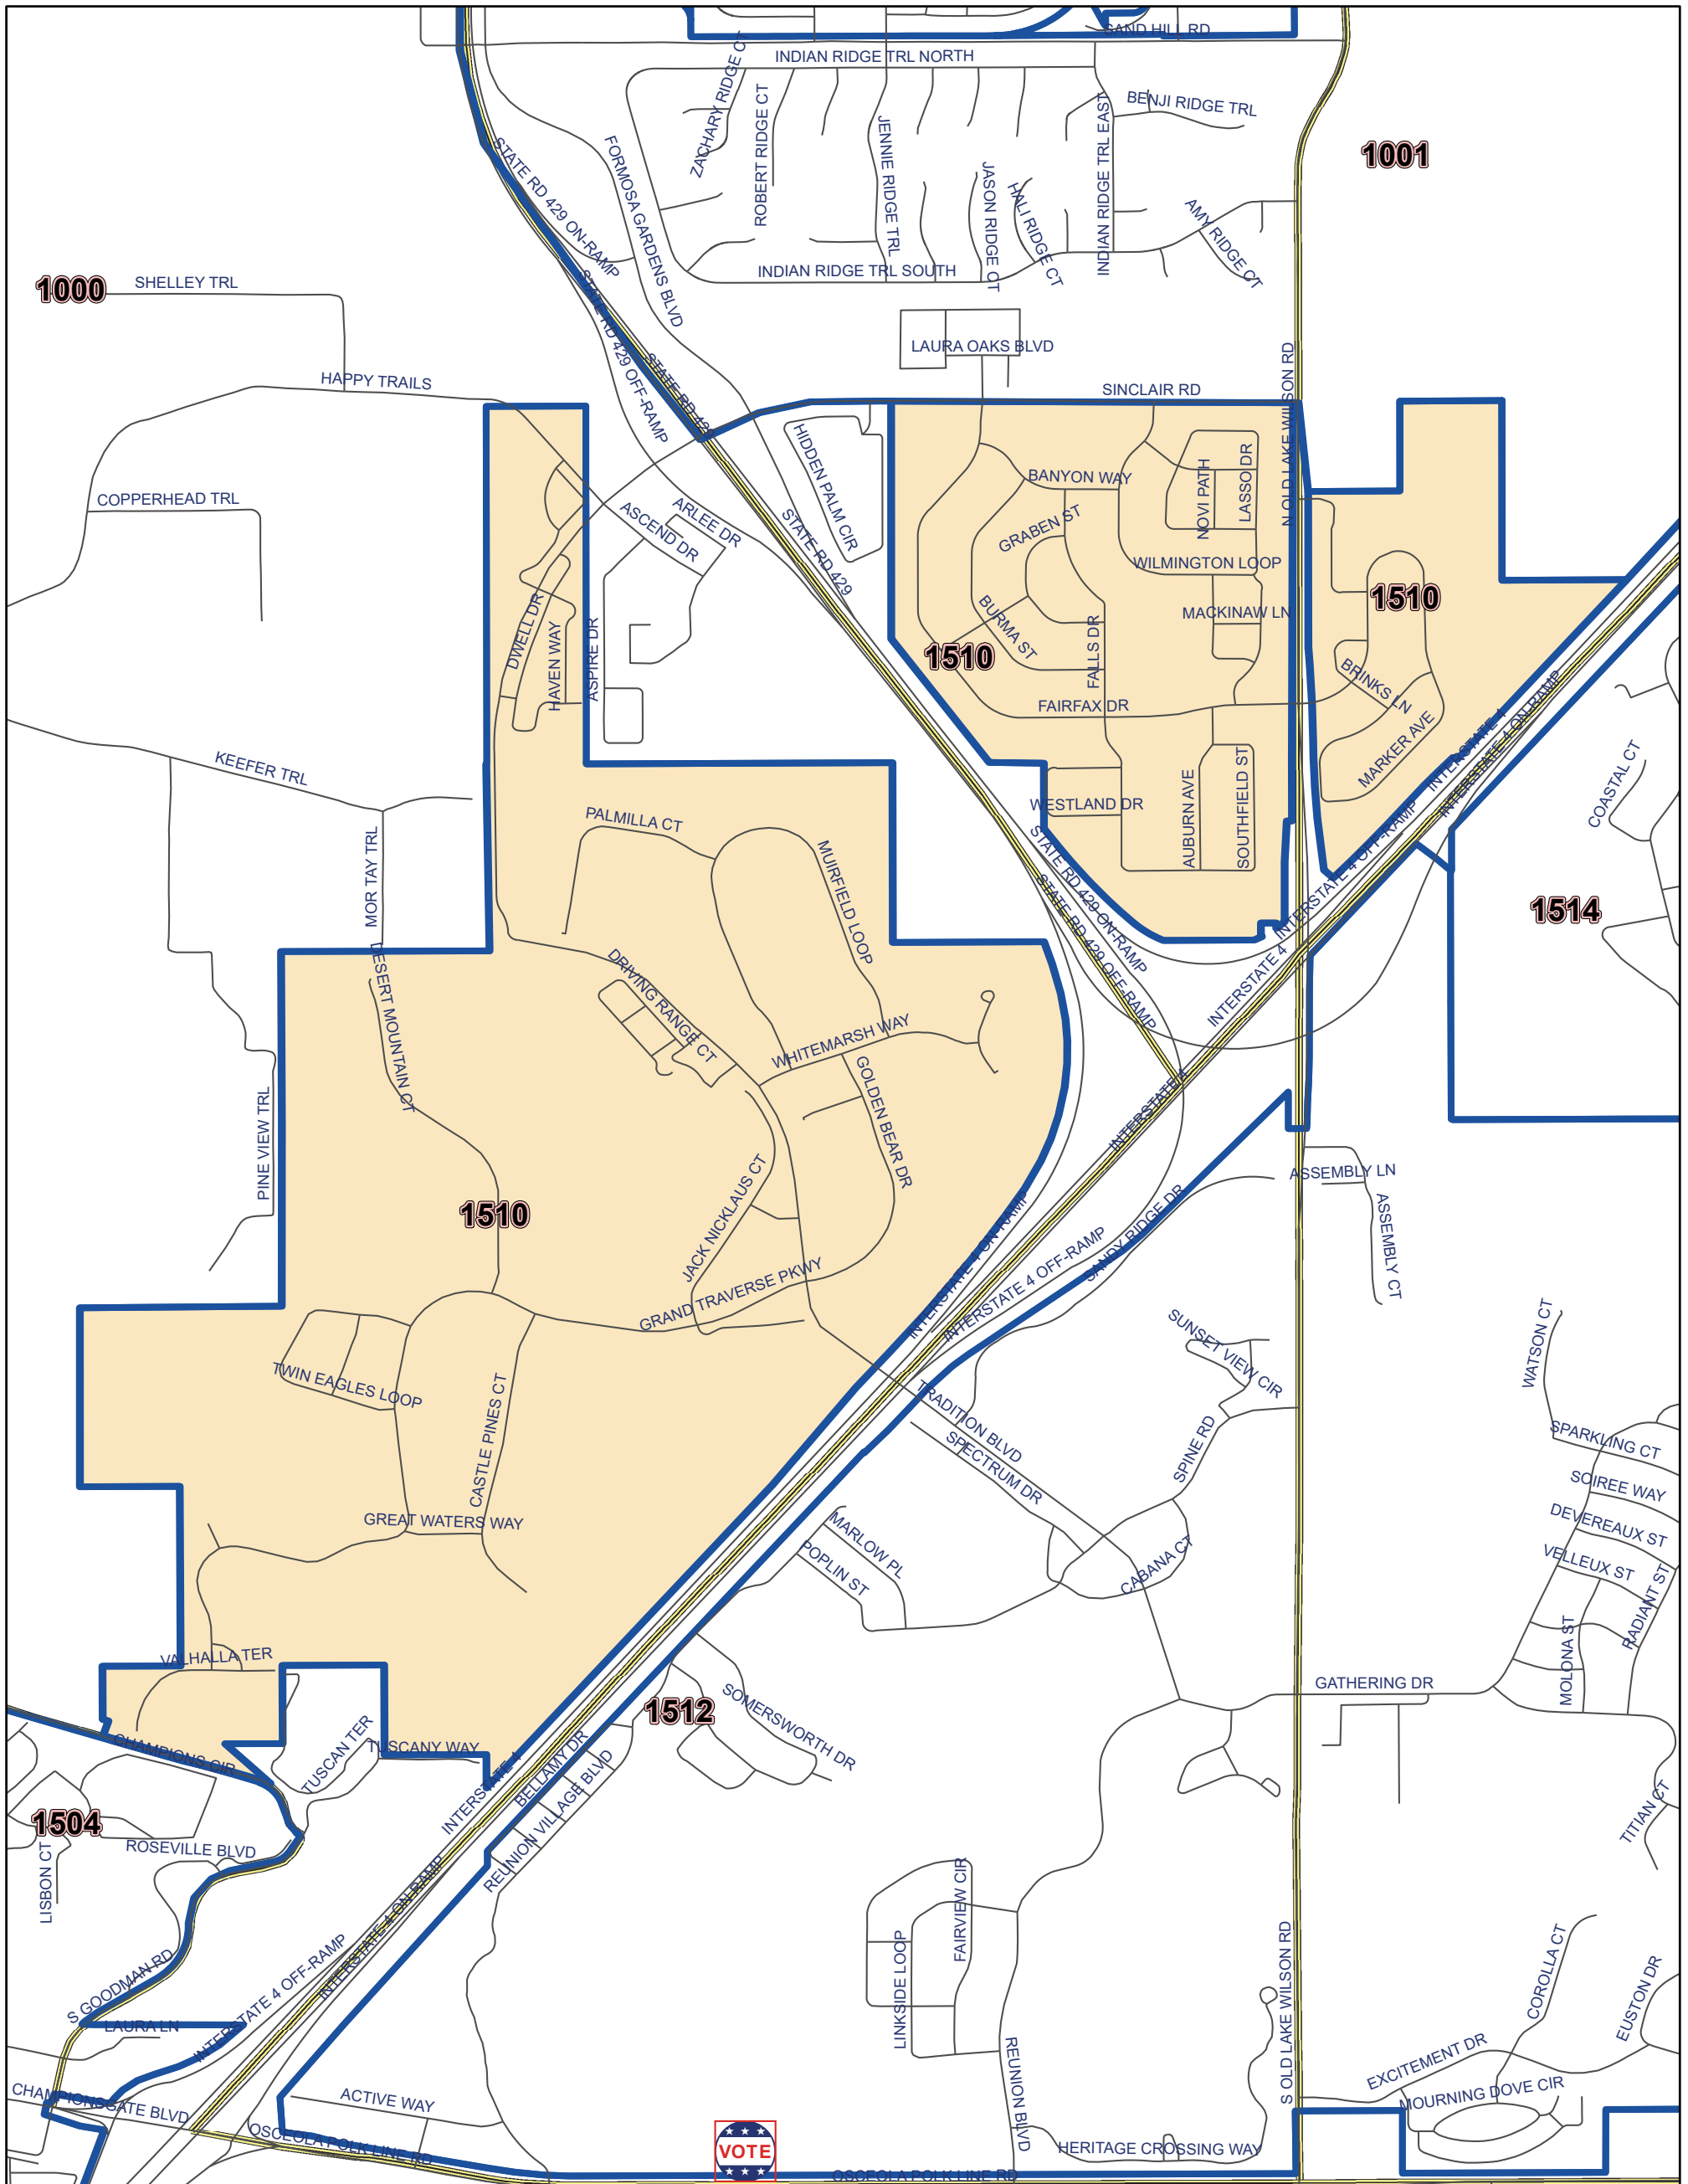 SAND HILL RD
INDIAN RIDGE TRL NORTH
ZACHARY RIDGE CT
ROBERT RIDGE CT
BENJI RIDGE TRL
JENNIE RIDGE TRL
INDIAN RIDGE TRL EAST
1001
STATE RD 429 ON-RAMP
FORMOSA GARDENS BLVD
JASON RIDGE CT
HALI RIDGE CT
AMY RIDGE CT
INDIAN RIDGE TRL SOUTH
1000
SHELLEY TRL
STATE RD 429 OFF-RAMP
STATE RD 429
LAURA OAKS BLVD
N OLD LAKE WILSON RD
HAPPY TRAILS
SINCLAIR RD
HIDDEN PALM CIR
BANYON WAY
NOVI PATH
LASSO DR
COPPERHEAD TRL
ARLEE DR
ASCEND DR
STATE RD 429
GRABEN ST
WILMINGTON LOOP
1510
DWELL DR
HAVEN WAY
ASPIRE DR
BURMA ST
MACKINAW LN
1510
FALLS DR
BRINKS LN
FAIRFAX DR
MARKER AVE
INTERSTATE 4
INTERSTATE 4 ON-RAMP
KEEFER TRL
COASTAL CT
WESTLAND DR
AUBURN AVE
SOUTHFIELD ST
PALMILLA CT
MUIRFIELD LOOP
MOR TAY TRL
STATE RD 429 ON-RAMP
STATE RD 429 OFF-RAMP
INTERSTATE 4 OFF-RAMP
1514
DESERT MOUNTAIN CT
DRIVING RANGE CT
INTERSTATE 4
WHITEMARSH WAY
GOLDEN BEAR DR
PINE VIEW TRL
INTERSTATE 4
ASSEMBLY LN
ASSEMBLY CT
1510
JACK NICKLAUS CT
SANDY RIDGE DR
INTERSTATE 4 ON-RAMP
INTERSTATE 4 OFF-RAMP
GRAND TRAVERSE PKWY
SUNSET VIEW CIR
WATSON CT
TWIN EAGLES LOOP
CASTLE PINES CT
TRADITION BLVD
SPECTRUM DR
SPINE RD
SPARKLING CT
SOIREE WAY
GREAT WATERS WAY
DEVEREAUX ST
VELLEUX ST
MARLOW PL
POPLIN ST
CABANA CT
RADIANT ST
MOLONA ST
VALHALLA TER
GATHERING DR
1512
SOMERSWORTH DR
CHAMPIONS CIR
TUSCAN TER
TUSCANY WAY
INTERSTATE 4
BELLAMY DR
REUNION VILLAGE BLVD
TITIAN CT
1504
ROSEVILLE BLVD
LISBON CT
FAIRVIEW CIR
LINKSIDE LOOP
S OLD LAKE WILSON RD
COROLLA CT
EUSTON DR
S GOODMAN RD
LAURA LN
INTERSTATE 4 OFF-RAMP
INTERSTATE 4 ON-RAMP
REUNION BLVD
EXCITEMENT DR
MOURNING DOVE CIR
CHAMPIONSGATE BLVD
ACTIVE WAY
OSCEOLA POLK LINE RD
VOTE
HERITAGE CROSSING WAY
OSCEOLA POLK LINE RD